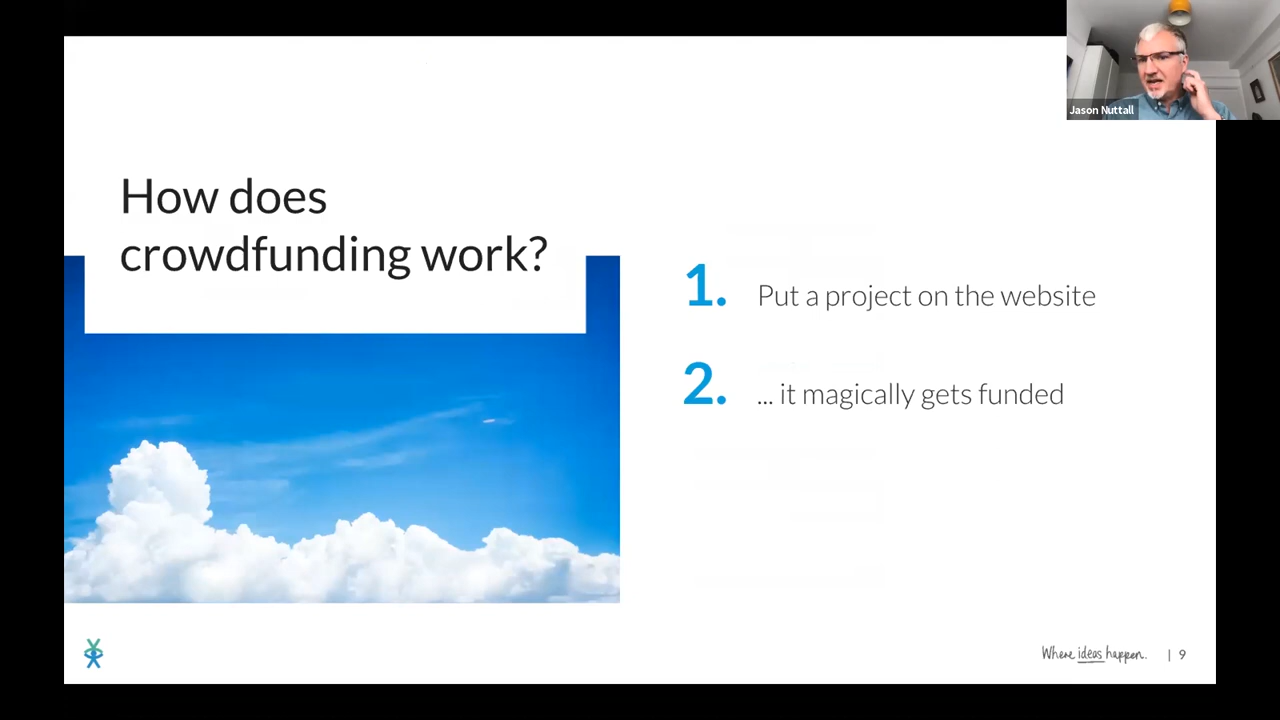 Jason Nuttall
How does
crowdfunding work?
1. Put a project on the website
2. ... it magically gets funded
Where ideas happen. | 9